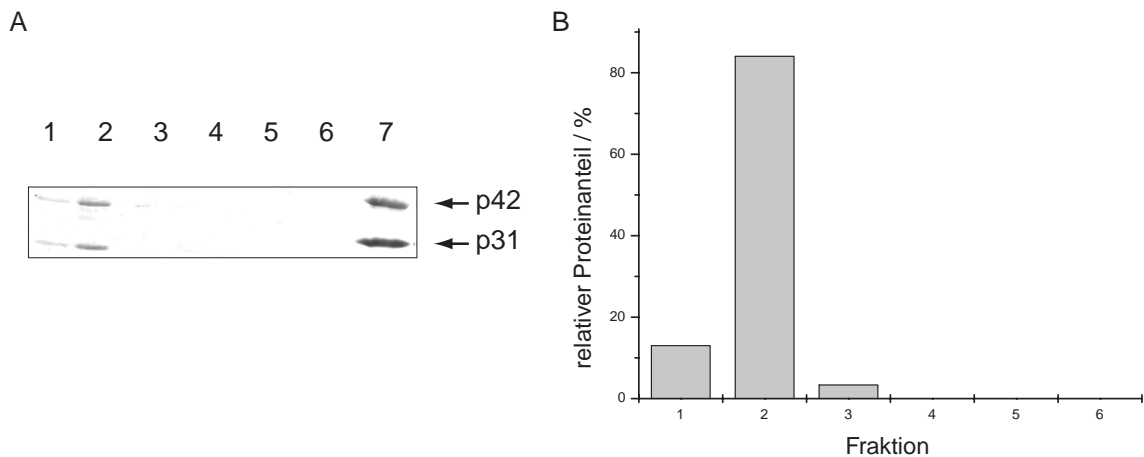 A
1 2 3 4 5 6 7
p42
p31
B
relativer Proteinanteil / %
80
60
40
20
0
1 2 3 4 5 6
Fraktion